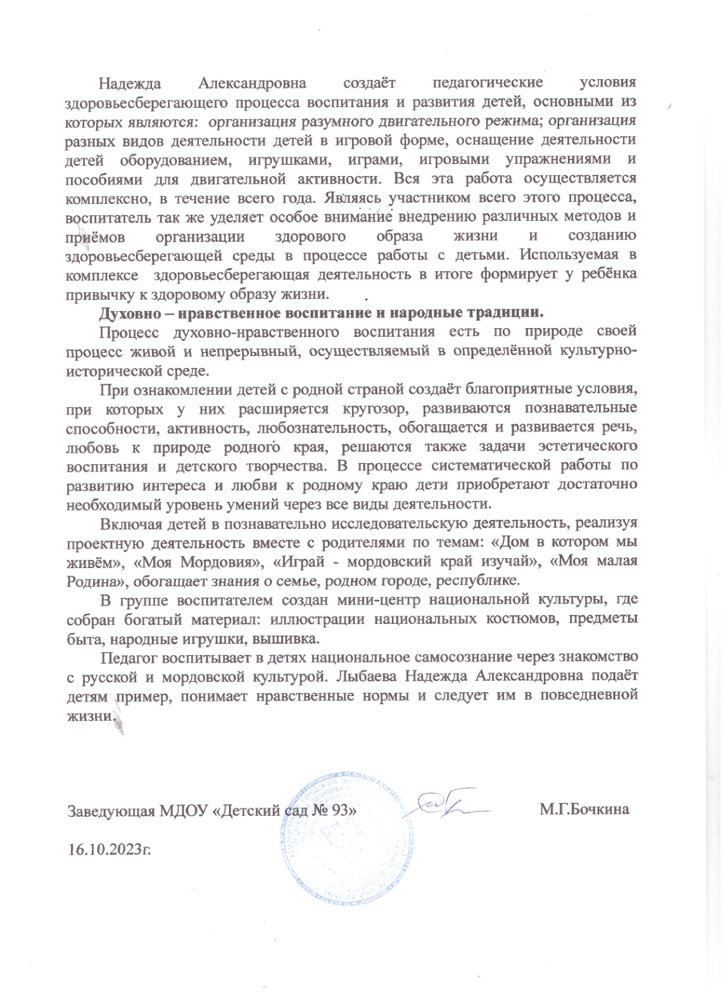 Надежда Александровна создаёт педагогические условия
здоровьесберегающего процесса воспитания и развития детей, основными из
которых являются: организация разумного двигательного режима; организация
разных видов деятельности детей в игровой форме, оснащение деятельности
детей оборудованием, игрушками, играми, игровыми упражнениями и
пособиями для двигательной активности. Вся эта работа осуществляется
комплексно, в течение всего года. Являясь участником всего этого процесса,
воспитатель так же уделяет особое внимание внедрению различных методов и
приёмов организации здорового образа жизни и созданию
здоровьесберегающей среды в процессе работы с детьми. Используемая в
комплексе здоровьесберегающая деятельность в итоге формирует у ребёнка
привычку к здоровому образу жизни.
Духовно – нравственное воспитание и народные традиции.
Процесс духовно-нравственного воспитания есть по природе своей
процесс живой и непрерывный, осуществляемый в определённой культурно-
исторической среде.
При ознакомлении детей с родной страной создаёт благоприятные условия,
при которых у них расширяется кругозор, развиваются познавательные
способности, активность, любознательность, обогащается и развивается речь,
любовь к природе родного края, решаются также задачи эстетического
воспитания и детского творчества. В процессе систематической работы по
развитию интереса и любви к родному краю дети приобретают достаточно
необходимый уровень умений через все виды деятельности.
Включая детей в познавательно исследовательскую деятельность, реализуя
проектную деятельность вместе с родителями по темам: «Дом в котором мы
живём», «Моя Мордовия», «Играй - мордовский край изучай», «Моя малая
Родина», обогащает знания о семье, родном городе, республике.
В группе воспитателем создан мини-центр национальной культуры, где
собран богатый материал: иллюстрации национальных костюмов, предметы
быта, народные игрушки, вышивка.
Педагог воспитывает в детях национальное самосознание через знакомство
с русской и мордовской культурой. Лыбаева Надежда Александровна подаёт
детям пример, понимает нравственные нормы и следует им в повседневной
жизни.
Заведующая МДОУ «Детский сад № 93» М.Г.Бочкина
16.10.2023г.